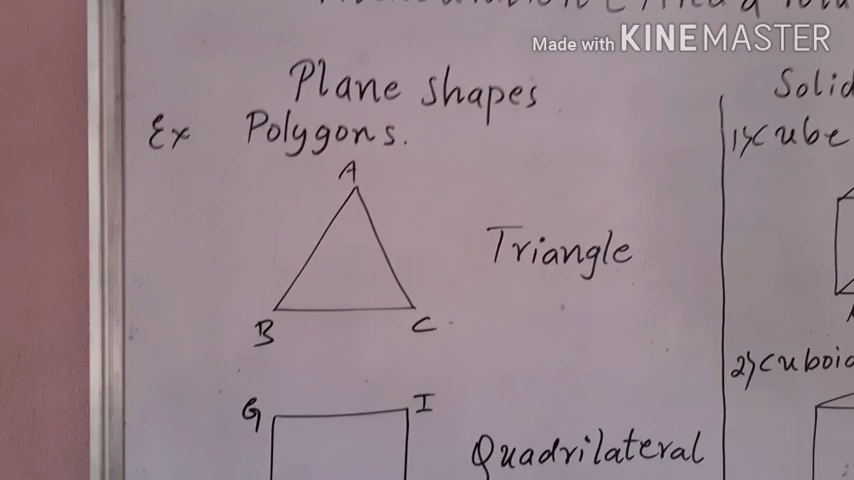 Made with KINEMASTER
Plane shapes
Ex Polygons.
A
Triangle
B C
G I
Quadrilateral
Solid
1) cube
2) cuboid